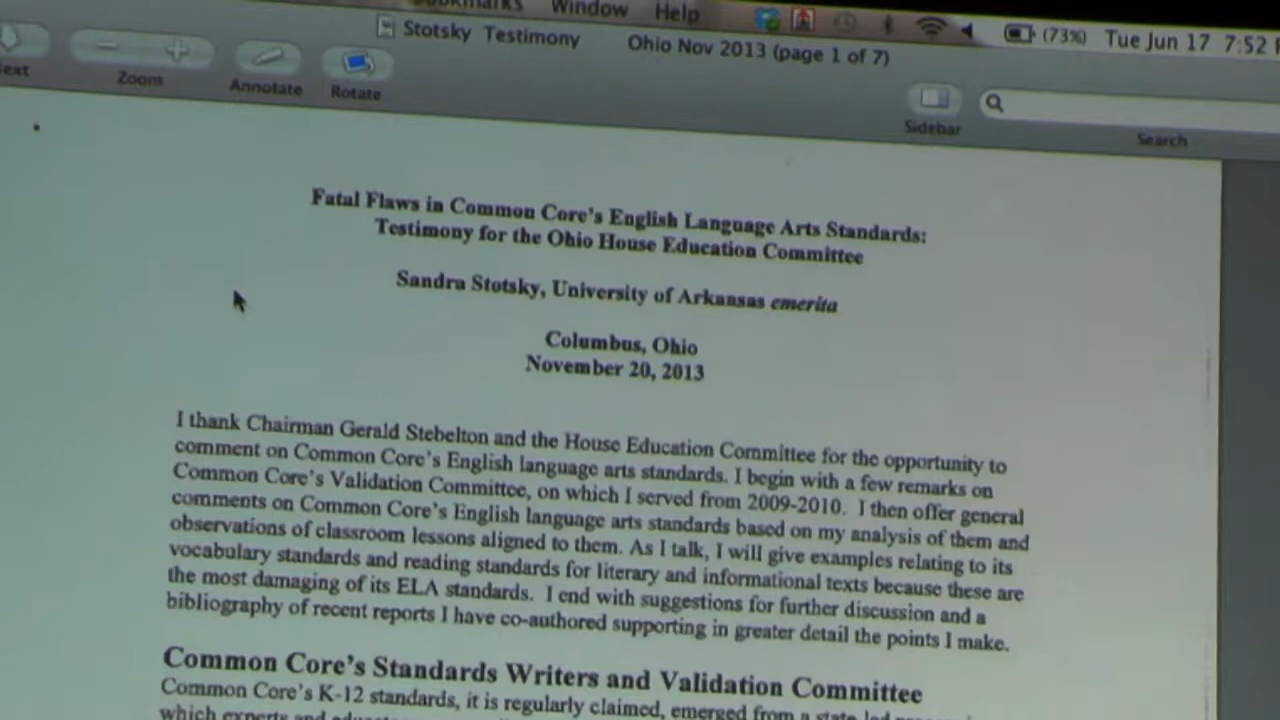 Window Help
(73%) Tue Jun 17 7:52
Stotsky Testimony Ohio Nov 2013 (page 1 of 7)
Zoom Annotate Rotate Sidebar Search
Fatal Flaws in Common Core's English Language Arts Standards:
Testimony for the Ohio House Education Committee
Sandra Stotsky, University of Arkansas emerita
Columbus, Ohio
November 20, 2013
I thank Chairman Gerald Stebelton and the House Education Committee for the opportunity to
comment on Common Core's English language arts standards. I begin with a few remarks on
Common Core's Validation Committee, on which I served from 2009-2010. I then offer general
comments on Common Core's English language arts standards based on my analysis of them and
observations of classroom lessons aligned to them. As I talk, I will give examples relating to its
vocabulary standards and reading standards for literary and informational texts because these are
the most damaging of its ELA standards. I end with suggestions for further discussion and a
bibliography of recent reports I have co-authored supporting in greater detail the points I make.
Common Core's Standards Writers and Validation Committee
Common Core's K-12 standards, it is regularly claimed, emerged from a
which experts and